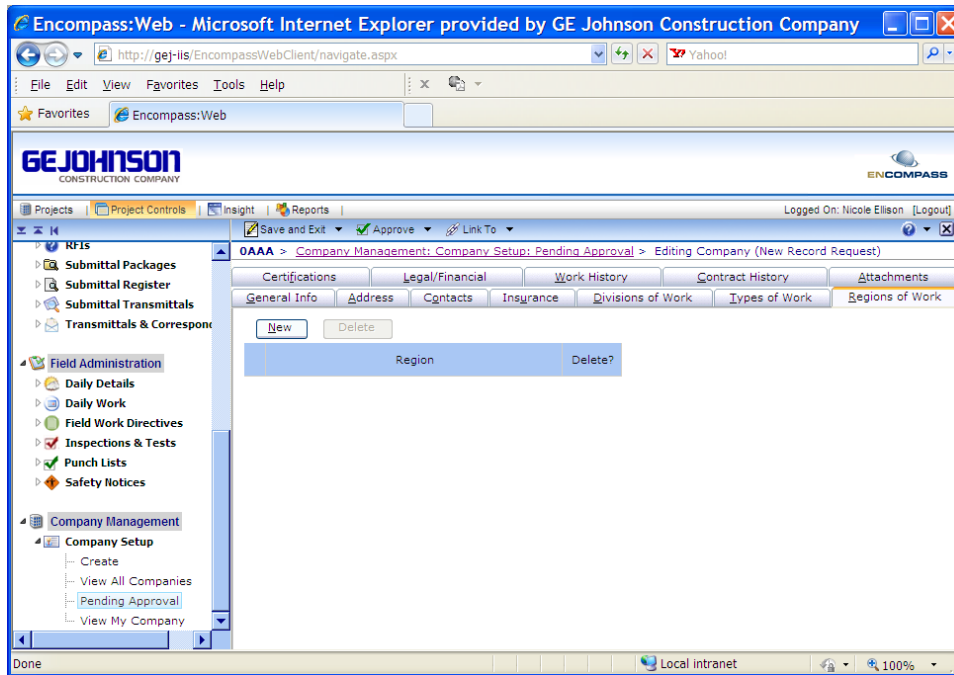 Encompass:Web - Microsoft Internet Explorer provided by GE Johnson Construction Company
http://gej-iis/EncompassWebClient/navigate.aspx Yahoo!
File Edit View Favorites Tools Help x
Favorites Encompass:Web
GE JOHNSON
CONSTRUCTION COMPANY
ENCOMPASS
Projects | Project Controls | Insight | Reports | Logged On: Nicole Ellison [Logout]
Save and Exit Approve Link To
0AAA > Company Management: Company Setup: Pending Approval > Editing Company (New Record Request)
Certifications Legal/Financial Work History Contract History Attachments
General Info Address Contacts Insurance Divisions of Work Types of Work Regions of Work
New Delete
Region Delete?
RFIs
Submittal Packages
Submittal Register
Submittal Transmittals
Transmittals & Correspond
Field Administration
Daily Details
Daily Work
Field Work Directives
Inspections & Tests
Punch Lists
Safety Notices
Company Management
Company Setup
Create
View All Companies
Pending Approval
View My Company
Done Local intranet 100%